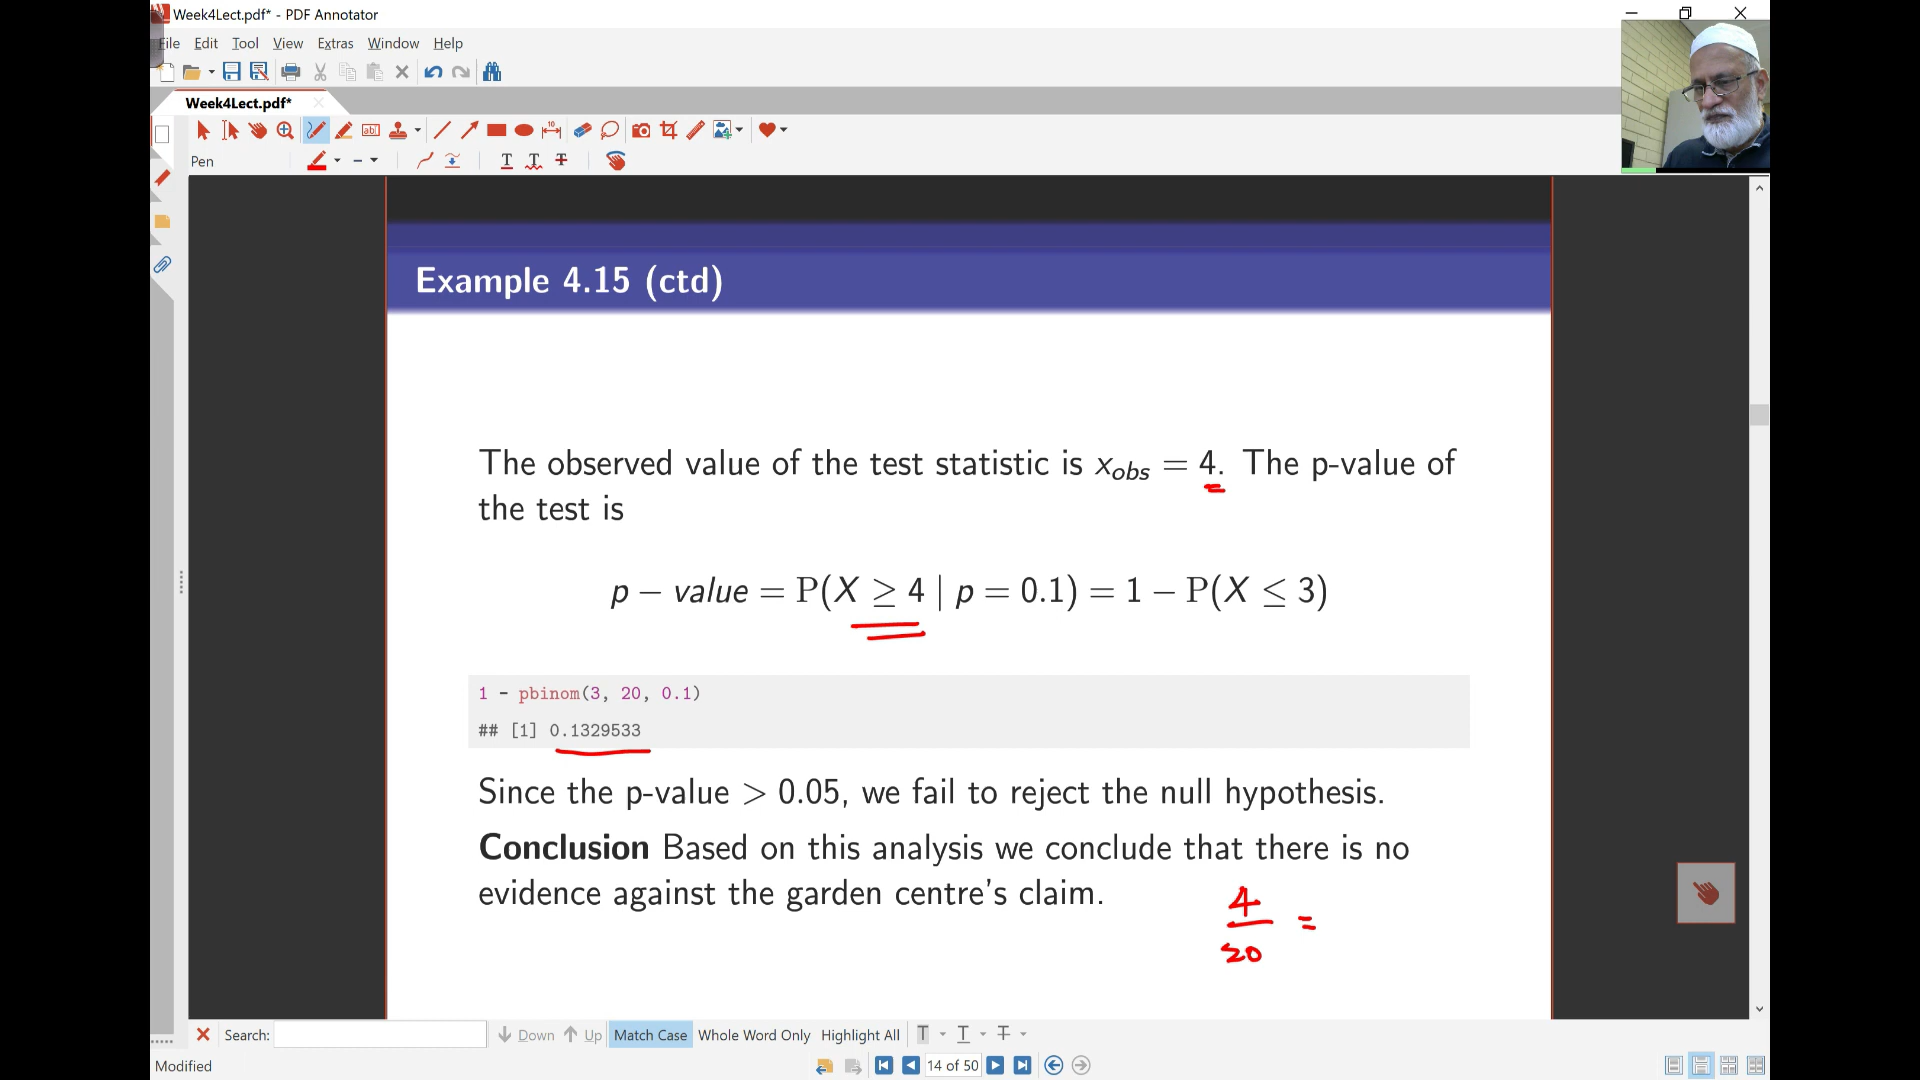 Week4Lect.pdf* - PDF Annotator
File Edit Tool View Extras Window Help
Week4Lect.pdf*
Pen
Example 4.15 (ctd)
The observed value of the test statistic is x_obs = 4. The p-value of
the test is
p − value = P(X ≥ 4 | p = 0.1) = 1 − P(X ≤ 3)
1 - pbinom(3, 20, 0.1)
## [1] 0.1329533
Since the p-value > 0.05, we fail to reject the null hypothesis.
Conclusion Based on this analysis we conclude that there is no
evidence against the garden centre's claim.
4
20 =
Search: Down Up Match Case Whole Word Only Highlight All
Modified 14 of 50